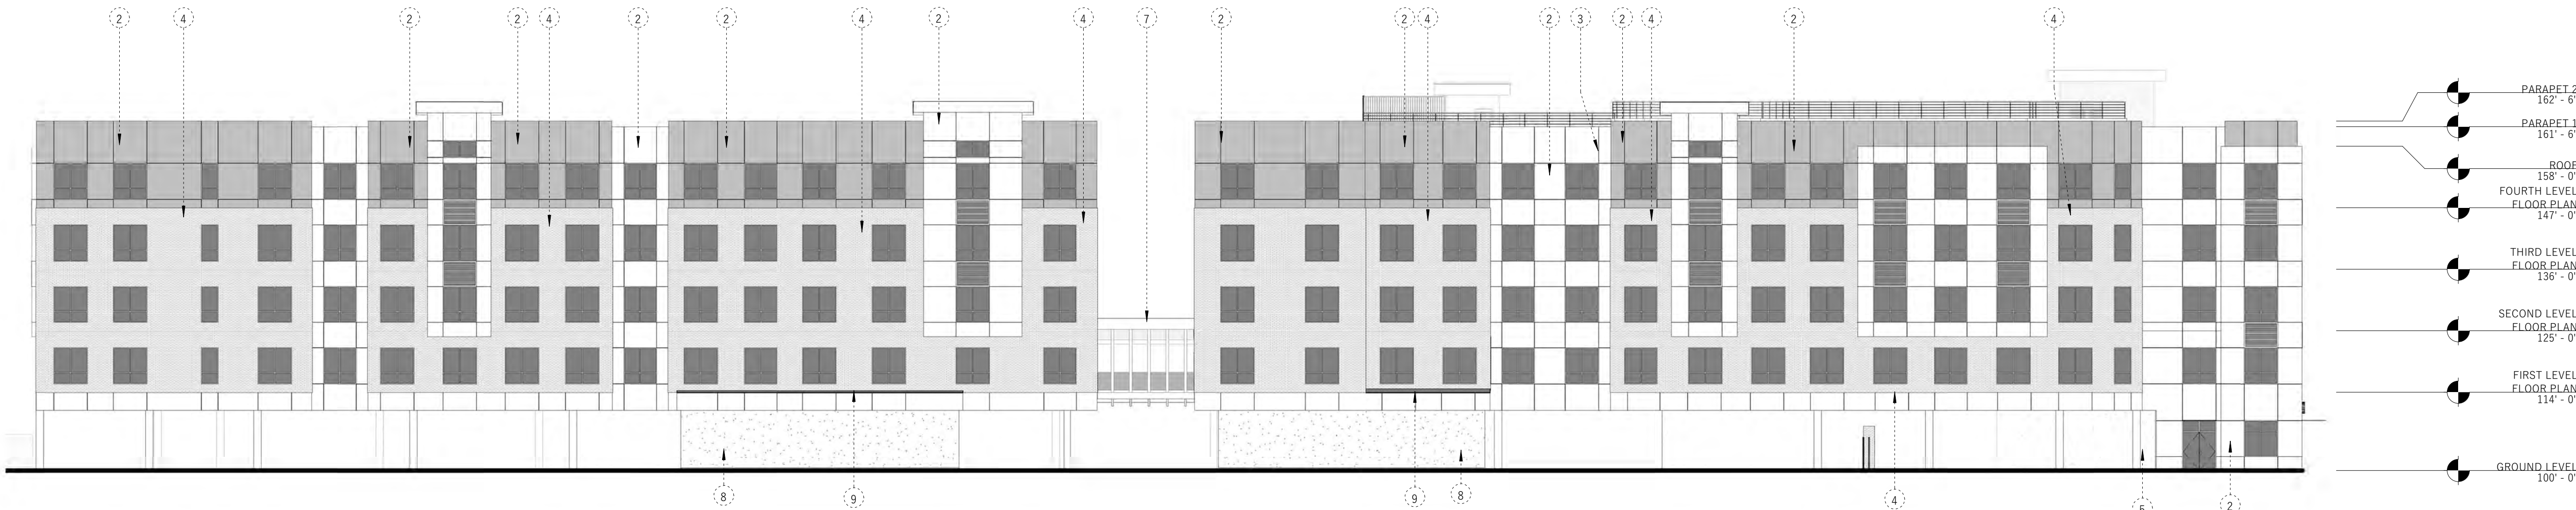 2 4 2 2 4 2 2 4 2 4 7 2 2 4 2 3 2 4 2 4
PARAPET 2
162' - 6"
PARAPET 1
161' - 6"
ROOF
158' - 0"
FOURTH LEVEL
FLOOR PLAN
147' - 0"
THIRD LEVEL
FLOOR PLAN
136' - 0"
SECOND LEVEL
FLOOR PLAN
125' - 0"
FIRST LEVEL
FLOOR PLAN
114' - 0"
GROUND LEVEL
100' - 0"
8 9 9 8 4 2